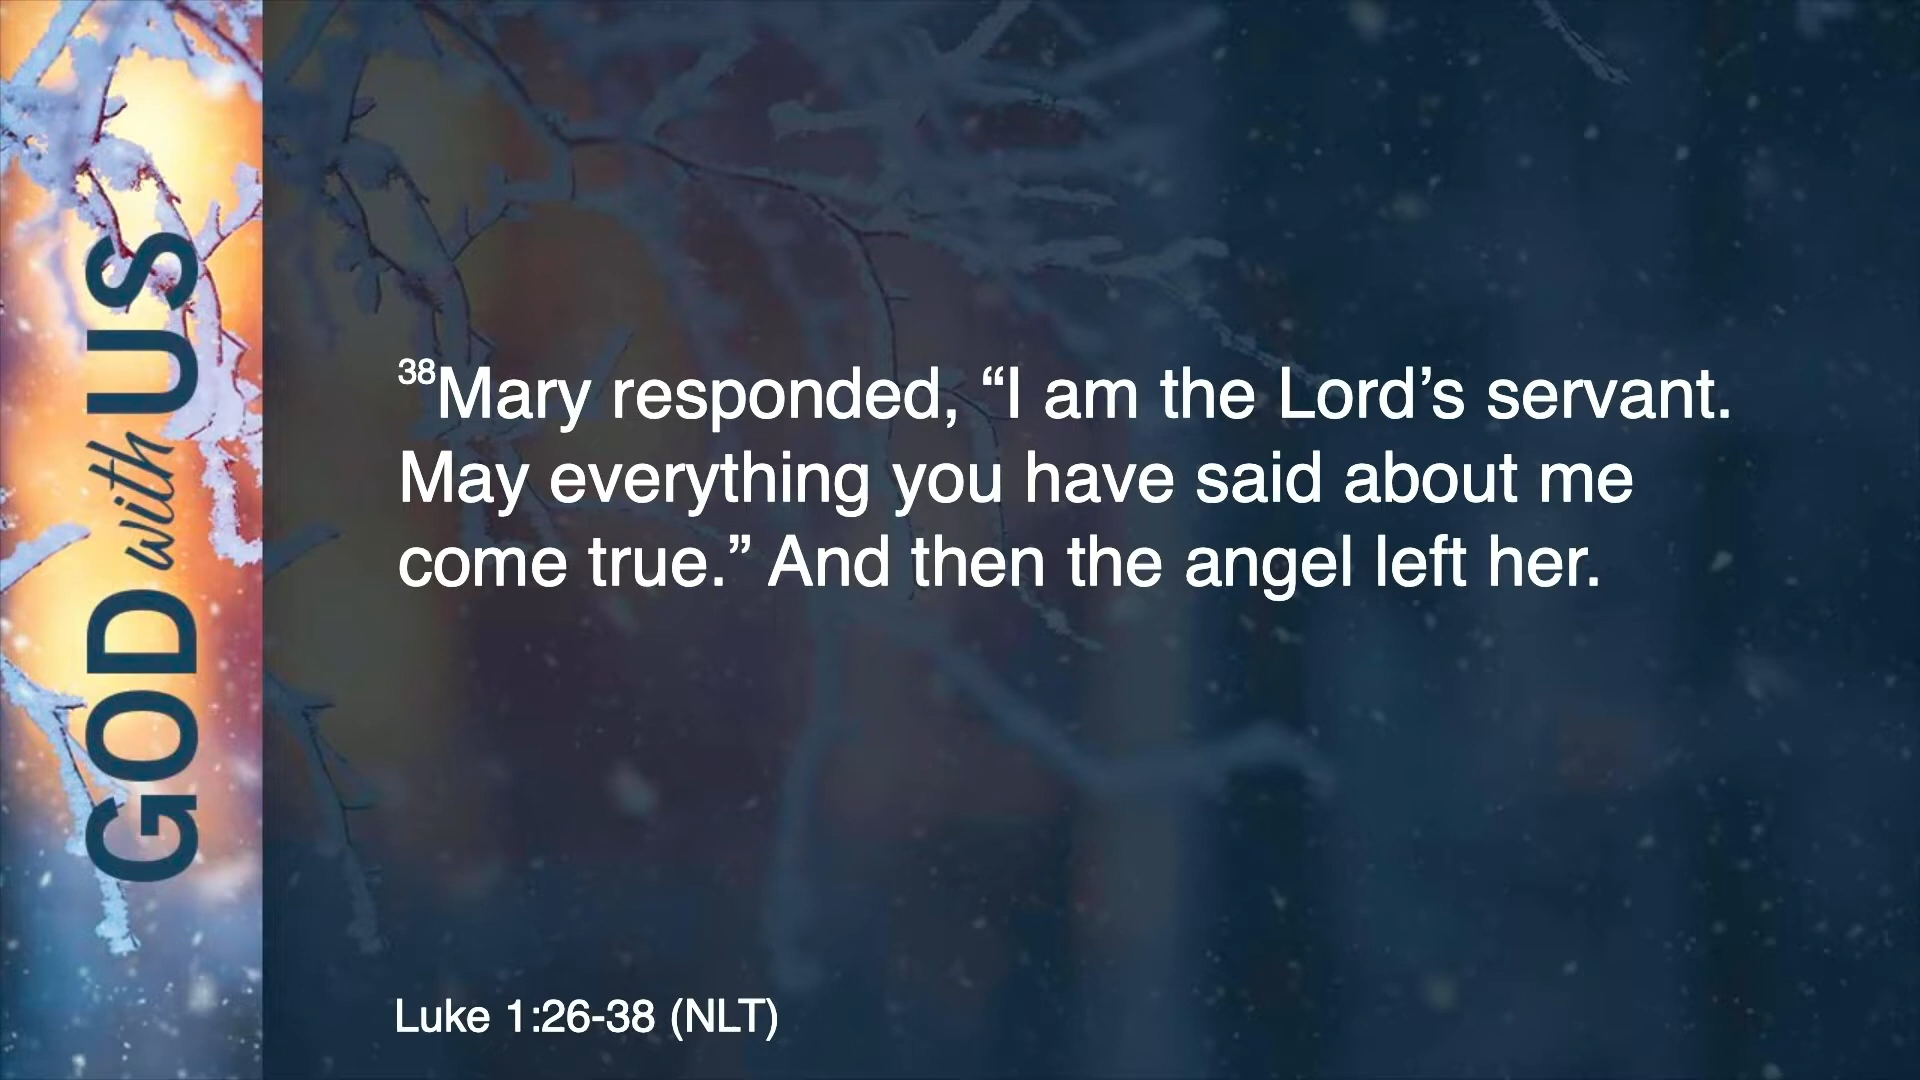 GOD with US
³⁸Mary responded, “I am the Lord’s servant.
May everything you have said about me
come true.” And then the angel left her.
Luke 1:26-38 (NLT)